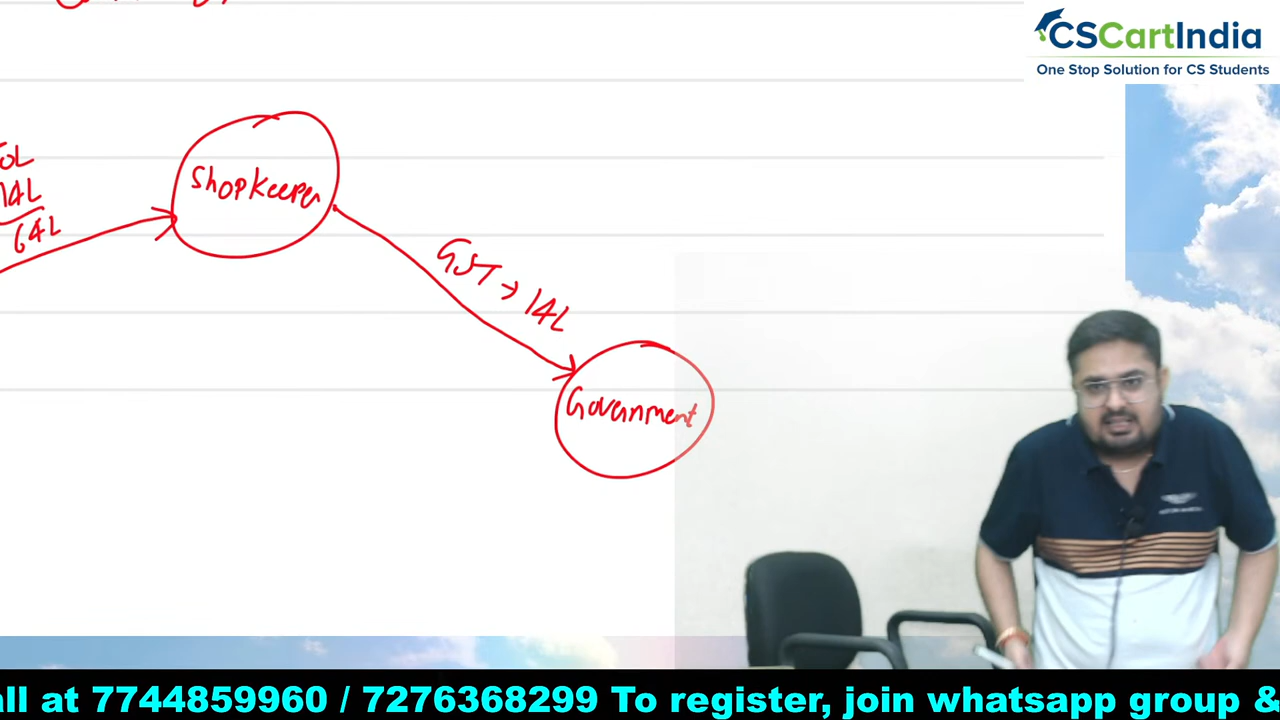 CSCartIndia
One Stop Solution for CS Students
14L
64L
Shopkeeper
GST → 14L
Government
all at 7744859960 / 7276368299 To register, join whatsapp group &